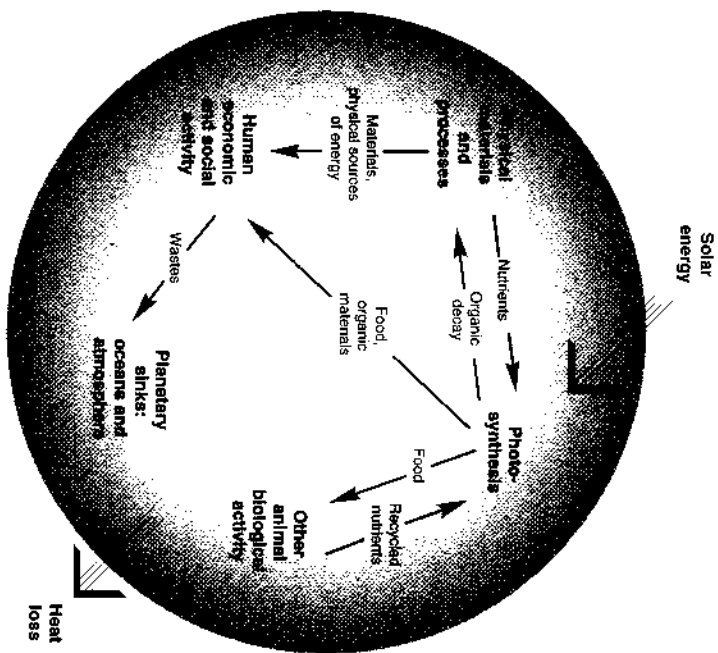 Solar
energy
Physical
materials
and
processes
Nutrients
Organic
decay
Photo-
synthesis
Materials,
physical sources
of energy
Food,
organic
materials
Food
Recycled
nutrients
Human
economic
and social
activity
Other
animal
biological
activity
Wastes
Planetary
sinks:
oceans and
atmosphere
Heat
loss